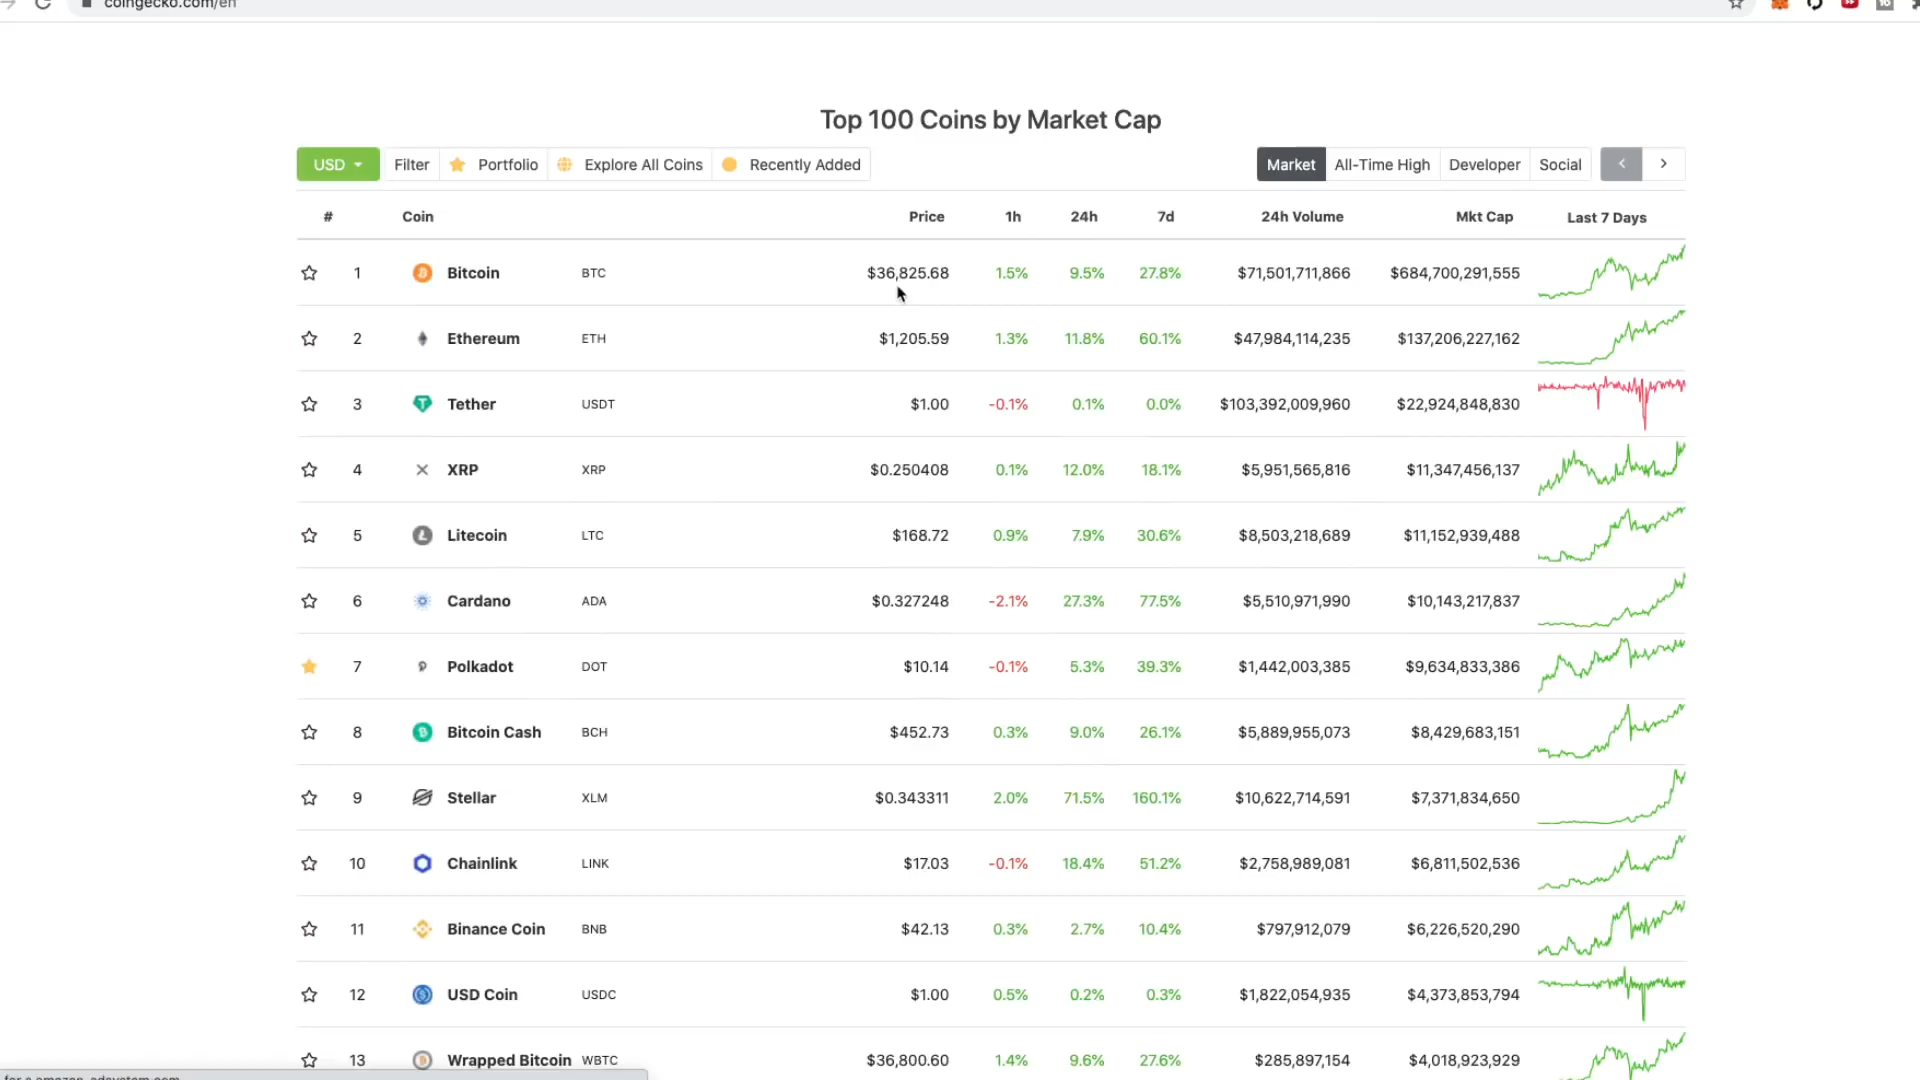 coingecko.com/en
Top 100 Coins by Market Cap
USD Filter Portfolio Explore All Coins Recently Added Market All-Time High Developer Social
# Coin Price 1h 24h 7d 24h Volume Mkt Cap Last 7 Days
1 Bitcoin BTC $36,825.68 1.5% 9.5% 27.8% $71,501,711,866 $684,700,291,555
2 Ethereum ETH $1,205.59 1.3% 11.8% 60.1% $47,984,114,235 $137,206,227,162
3 Tether USDT $1.00 -0.1% 0.1% 0.0% $103,392,009,960 $22,924,848,830
4 XRP XRP $0.250408 0.1% 12.0% 18.1% $5,951,565,816 $11,347,456,137
5 Litecoin LTC $168.72 0.9% 7.9% 30.6% $8,503,218,689 $11,152,939,488
6 Cardano ADA $0.327248 -2.1% 27.3% 77.5% $5,510,971,990 $10,143,217,837
7 Polkadot DOT $10.14 -0.1% 5.3% 39.3% $1,442,003,385 $9,634,833,386
8 Bitcoin Cash BCH $452.73 0.3% 9.0% 26.1% $5,889,955,073 $8,429,683,151
9 Stellar XLM $0.343311 2.0% 71.5% 160.1% $10,622,714,591 $7,371,834,650
10 Chainlink LINK $17.03 -0.1% 18.4% 51.2% $2,758,989,081 $6,811,502,536
11 Binance Coin BNB $42.13 0.3% 2.7% 10.4% $797,912,079 $6,226,520,290
12 USD Coin USDC $1.00 0.5% 0.2% 0.3% $1,822,054,935 $4,373,853,794
13 Wrapped Bitcoin WBTC $36,800.60 1.4% 9.6% 27.6% $285,897,154 $4,018,923,929